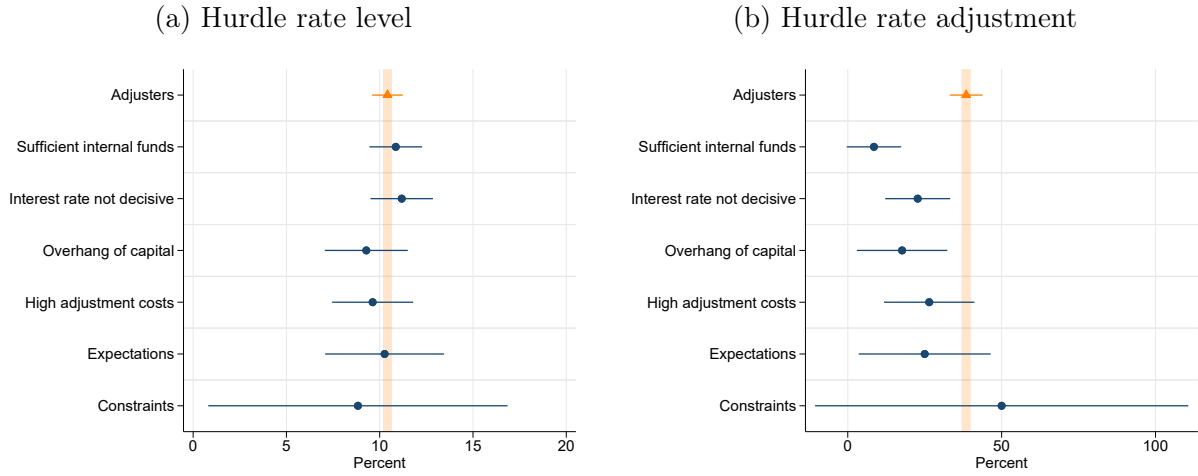 (a) Hurdle rate level
Adjusters
Sufficient internal funds
Interest rate not decisive
Overhang of capital
High adjustment costs
Expectations
Constraints
0 5 10 15 20
Percent
(b) Hurdle rate adjustment
Adjusters
Sufficient internal funds
Interest rate not decisive
Overhang of capital
High adjustment costs
Expectations
Constraints
0 50 100
Percent